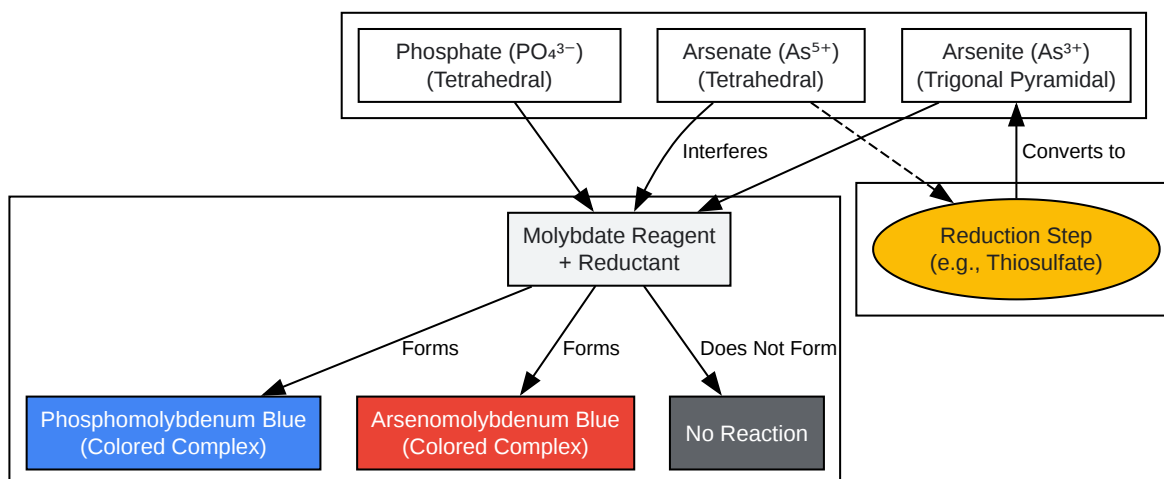 Phosphate (PO₄³⁻)
(Tetrahedral)
Arsenate (As⁵⁺)
(Tetrahedral)
Arsenite (As³⁺)
(Trigonal Pyramidal)
Interferes
Converts to
Molybdate Reagent
+ Reductant
Reduction Step
(e.g., Thiosulfate)
Forms
Forms
Does Not Form
Phosphomolybdenum Blue
(Colored Complex)
Arsenomolybdenum Blue
(Colored Complex)
No Reaction